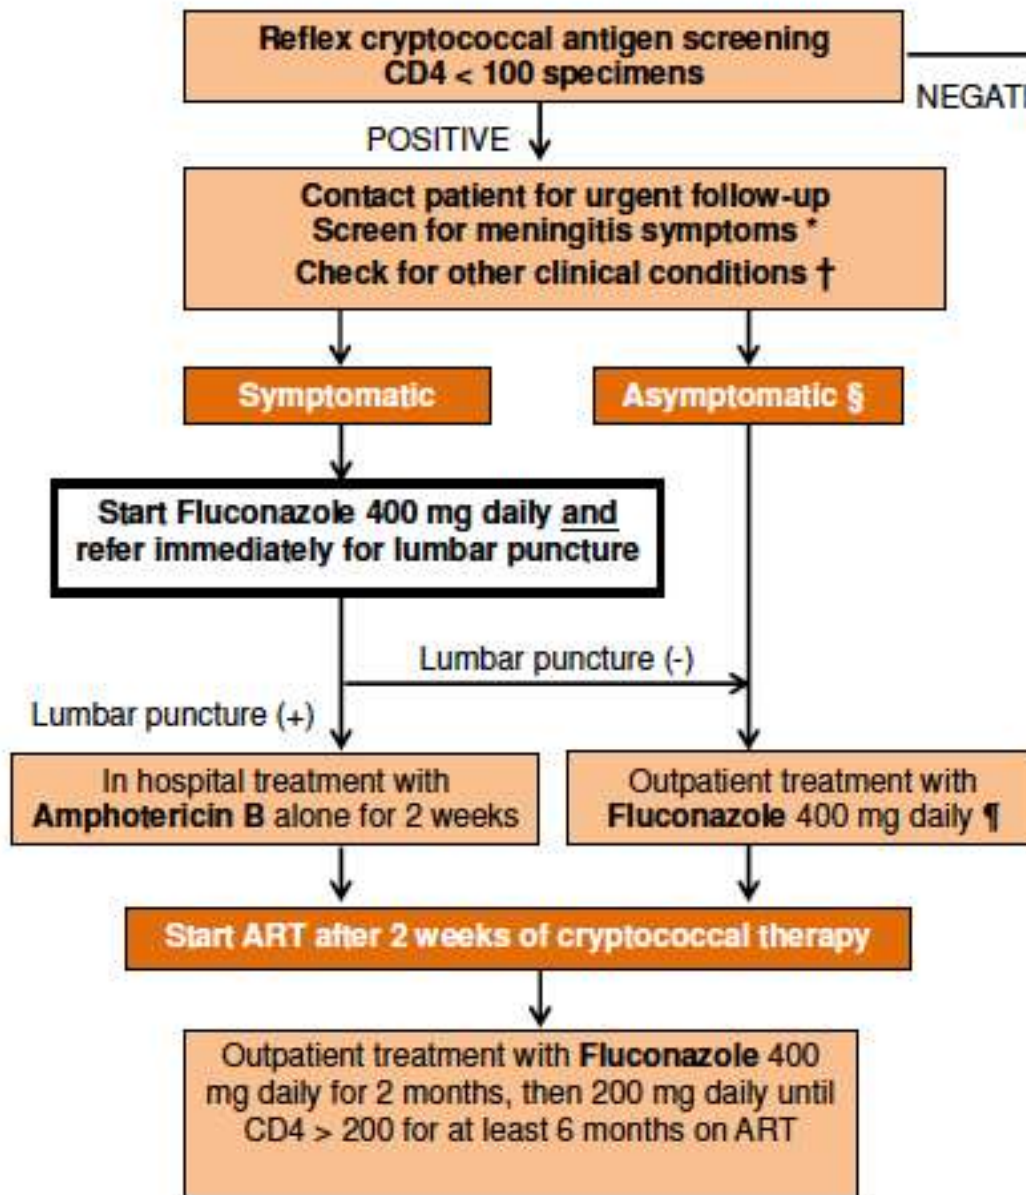 Reflex cryptococcal antigen screening
CD4 < 100 specimens
NEGATI
POSITIVE
Contact patient for urgent follow-up
Screen for meningitis symptoms *
Check for other clinical conditions †
Symptomatic
Asymptomatic §
Start Fluconazole 400 mg daily and
refer immediately for lumbar puncture
Lumbar puncture (-)
Lumbar puncture (+)
In hospital treatment with
Amphotericin B alone for 2 weeks
Outpatient treatment with
Fluconazole 400 mg daily ¶
Start ART after 2 weeks of cryptococcal therapy
Outpatient treatment with Fluconazole 400
mg daily for 2 months, then 200 mg daily until
CD4 > 200 for at least 6 months on ART